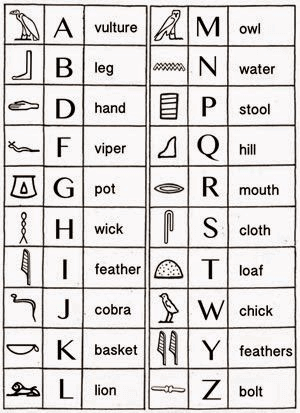 A vulture M owl
B leg N water
D hand P stool
F viper Q hill
G pot R mouth
H wick S cloth
I feather T loaf
J cobra W chick
K basket Y feathers
L lion Z bolt